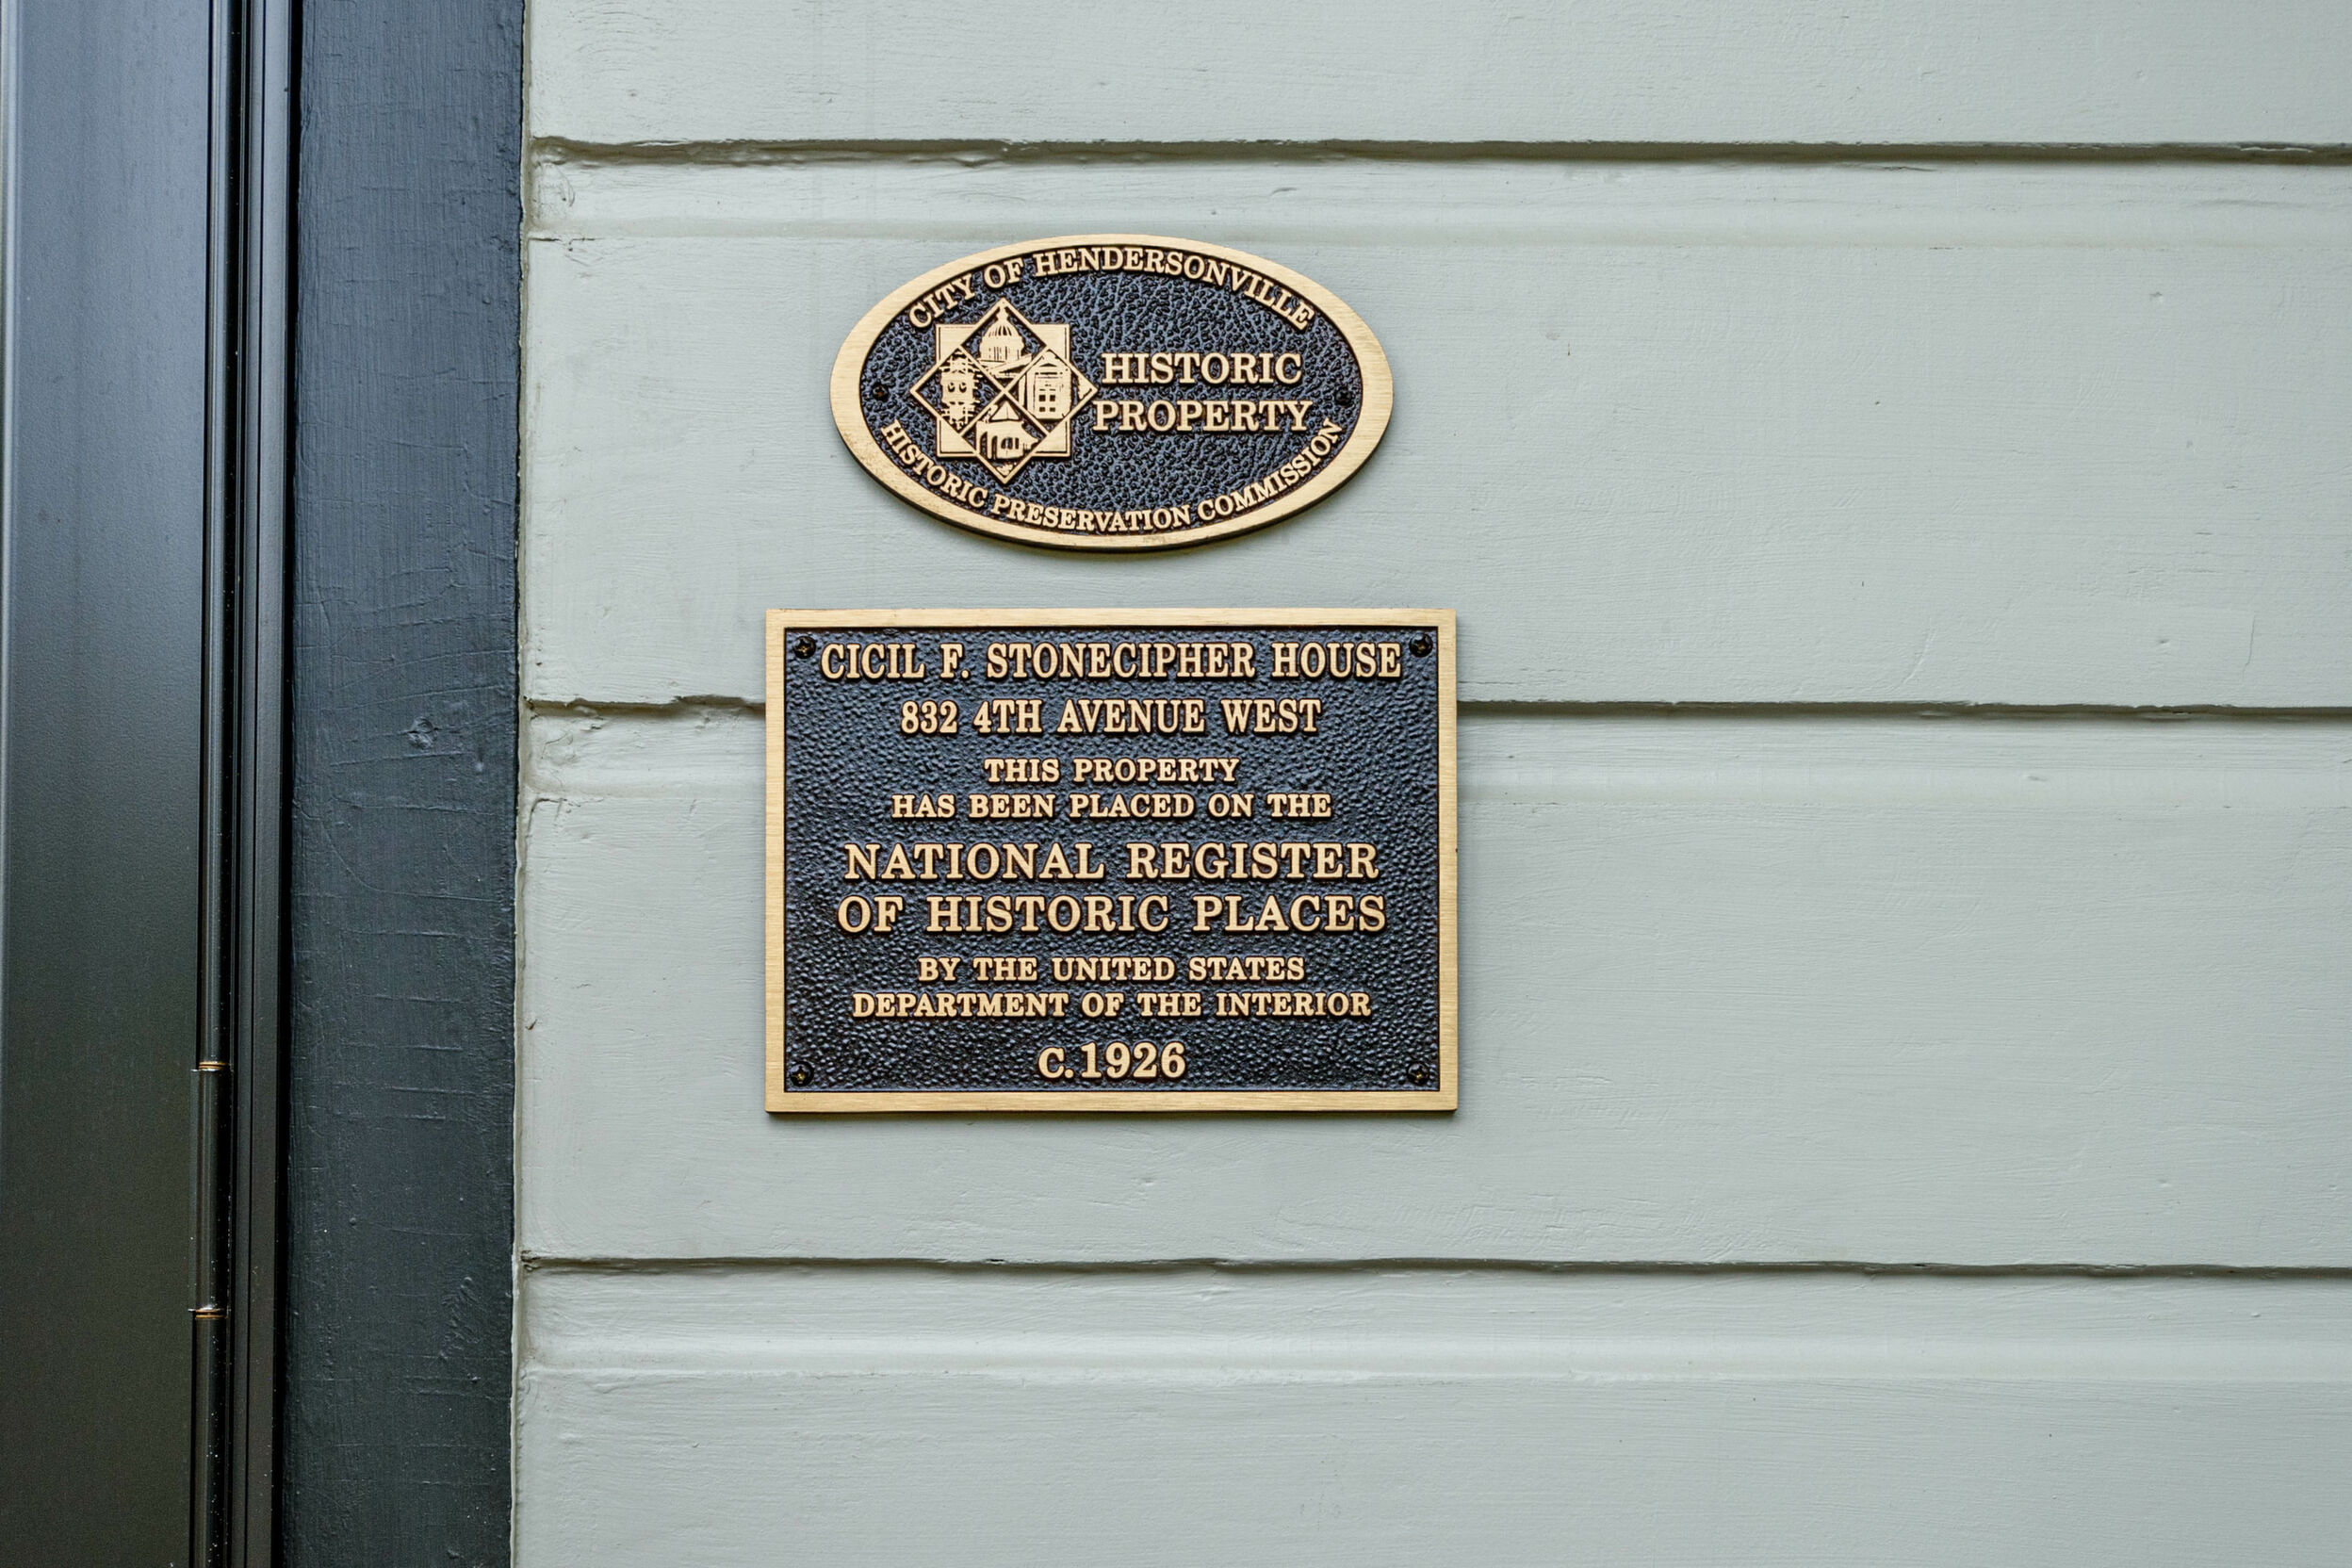 CITY OF HENDERSONVILLE
HISTORIC
PROPERTY
HISTORIC PRESERVATION COMMISSION
CICIL F. STONECIPHER HOUSE
832 4TH AVENUE WEST
THIS PROPERTY
HAS BEEN PLACED ON THE
NATIONAL REGISTER
OF HISTORIC PLACES
BY THE UNITED STATES
DEPARTMENT OF THE INTERIOR
C.1926